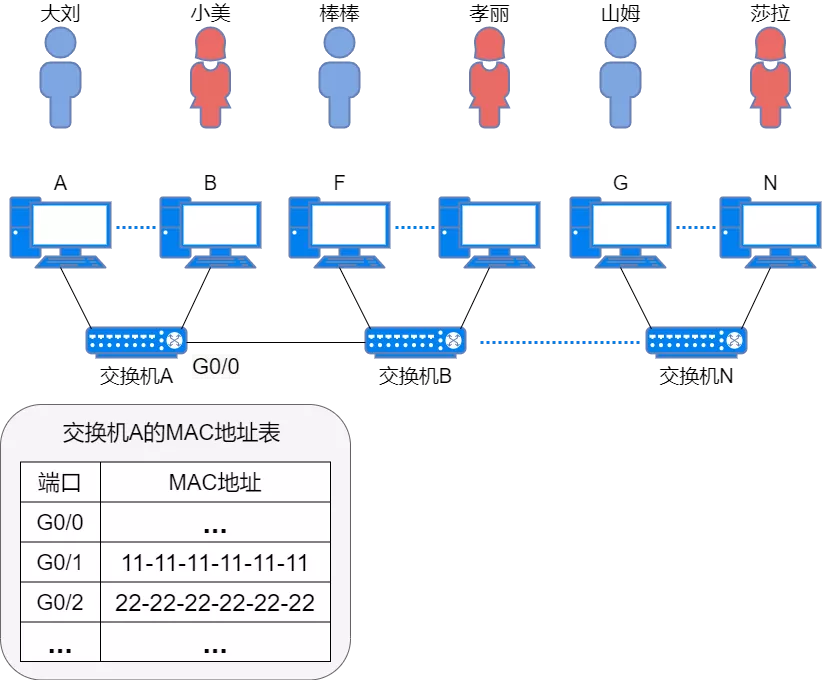 大刘 小美 棒棒 孝丽 山姆 莎拉
A B F G N
G0/0
交换机A 交换机B 交换机N
交换机A的MAC地址表
端口 MAC地址
G0/0 ...
G0/1 11-11-11-11-11-11
G0/2 22-22-22-22-22-22
... ...